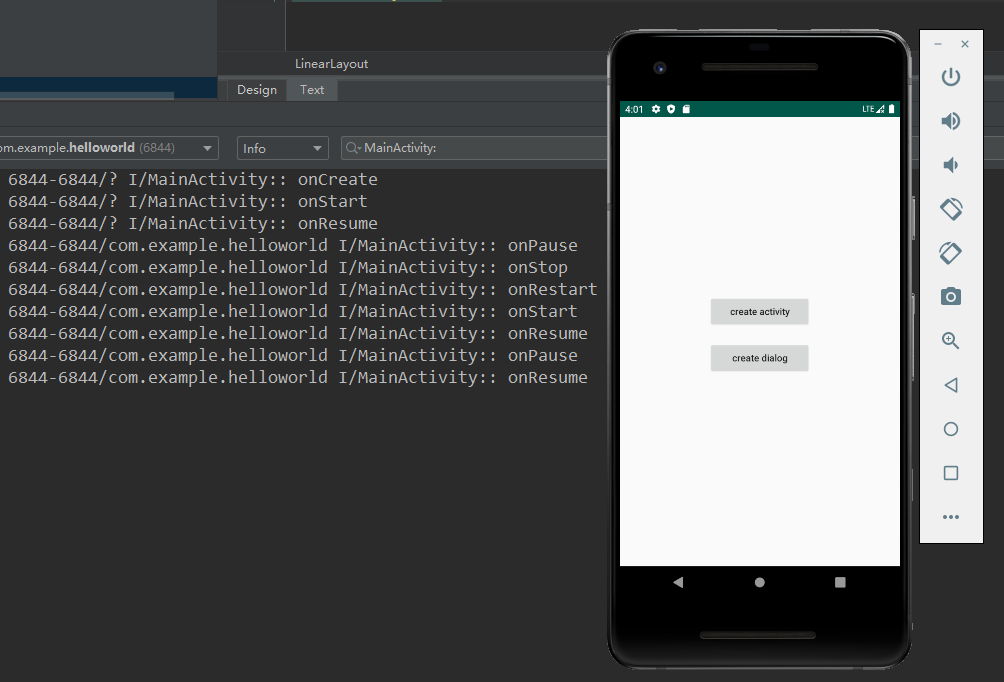 LinearLayout
Design Text
om.example.helloworld (6844) Info MainActivity:
6844-6844/? I/MainActivity:: onCreate
6844-6844/? I/MainActivity:: onStart
6844-6844/? I/MainActivity:: onResume
6844-6844/com.example.helloworld I/MainActivity:: onPause
6844-6844/com.example.helloworld I/MainActivity:: onStop
6844-6844/com.example.helloworld I/MainActivity:: onRestart
6844-6844/com.example.helloworld I/MainActivity:: onStart
6844-6844/com.example.helloworld I/MainActivity:: onResume
6844-6844/com.example.helloworld I/MainActivity:: onPause
6844-6844/com.example.helloworld I/MainActivity:: onResume
4:01 LTE
create activity
create dialog